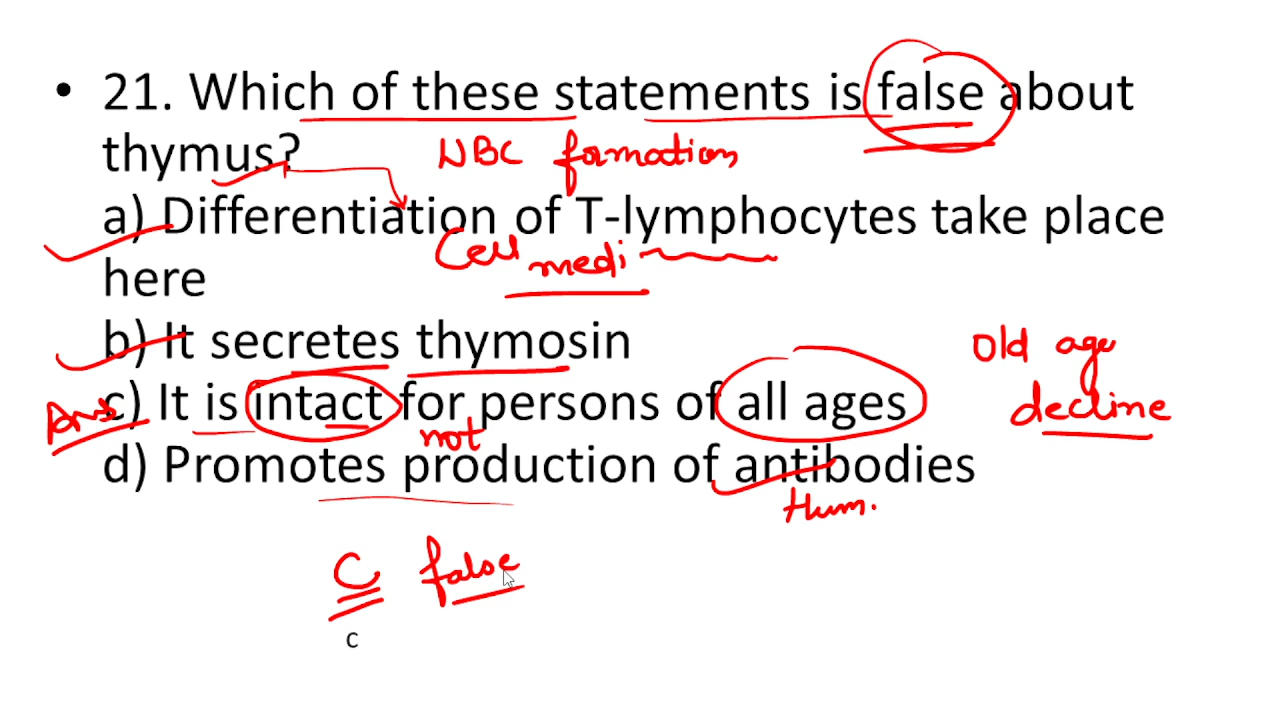 • 21. Which of these statements is false about
thymus?
WBC formation
a) Differentiation of T-lymphocytes take place
Cell medi
here
b) It secretes thymosin
Old age
decline
Ans
c) It is intact for persons of all ages
not
d) Promotes production of antibodies
Hum.
C false
c